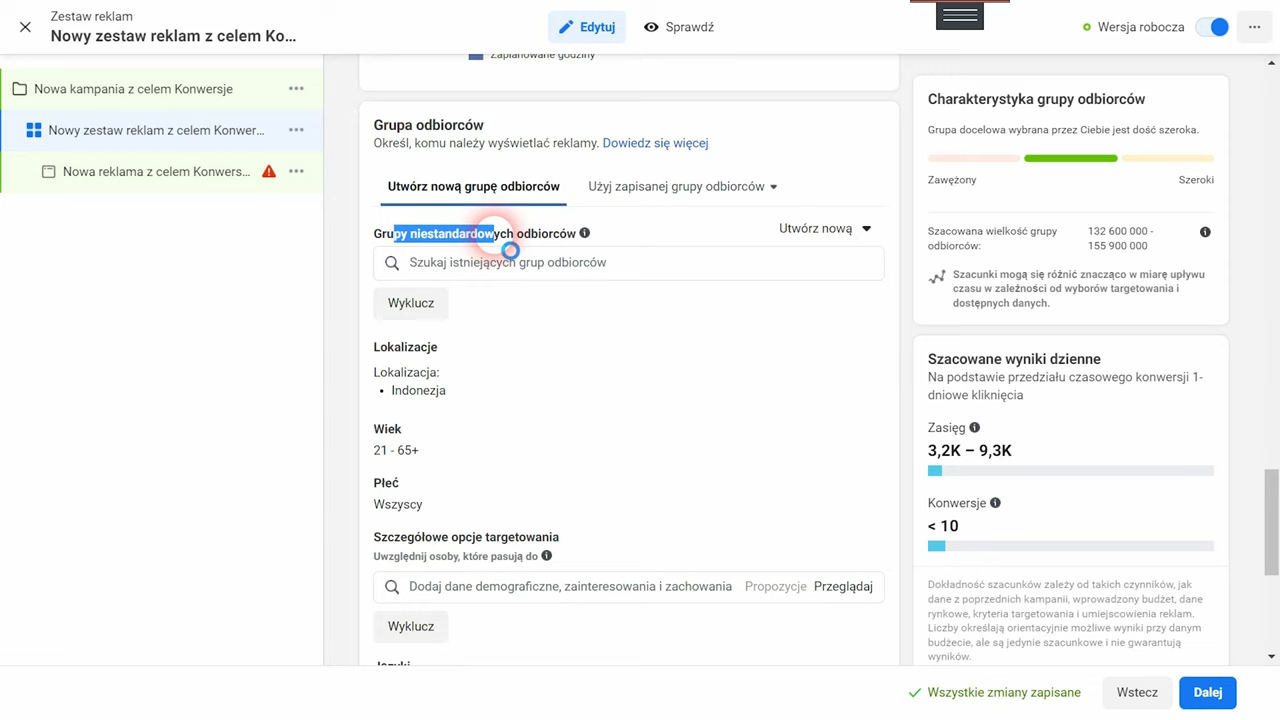 Zestaw reklam
Nowy zestaw reklam z celem Ko...
Edytuj
Sprawdź
Wersja robocza
Nowa kampania z celem Konwersje
Nowy zestaw reklam z celem Konwer...
Nowa reklama z celem Konwers...
Zaplanowane godziny
Grupa odbiorców
Określ, komu należy wyświetlać reklamy. Dowiedz się więcej
Utwórz nową grupę odbiorców
Użyj zapisanej grupy odbiorców
Grupy niestandardowych odbiorców
Utwórz nową
Szukaj istniejących grup odbiorców
Wyklucz
Lokalizacje
Lokalizacja:
• Indonezja
Wiek
21 - 65+
Płeć
Wszyscy
Szczegółowe opcje targetowania
Uwzględnij osoby, które pasują do
Dodaj dane demograficzne, zainteresowania i zachowania
Propozycje
Przeglądaj
Wyklucz
Języki
Charakterystyka grupy odbiorców
Grupa docelowa wybrana przez Ciebie jest dość szeroka.
Zawężony
Szeroki
Szacowana wielkość grupy
odbiorców:
132 600 000 -
155 900 000
Szacunki mogą się różnić znacząco w miarę upływu
czasu w zależności od wyborów targetowania i
dostępnych danych.
Szacowane wyniki dzienne
Na podstawie przedziału czasowego konwersji 1-
dniowe kliknięcia
Zasięg
3,2K – 9,3K
Konwersje
< 10
Dokładność szacunków zależy od takich czynników, jak
dane z poprzednich kampanii, wprowadzony budżet, dane
rynkowe, kryteria targetowania i umiejscowienia reklam.
Liczby określają orientacyjnie możliwe wyniki przy danym
budżecie, ale są jedynie szacunkowe i nie gwarantują
wyników.
Wszystkie zmiany zapisane
Wstecz
Dalej